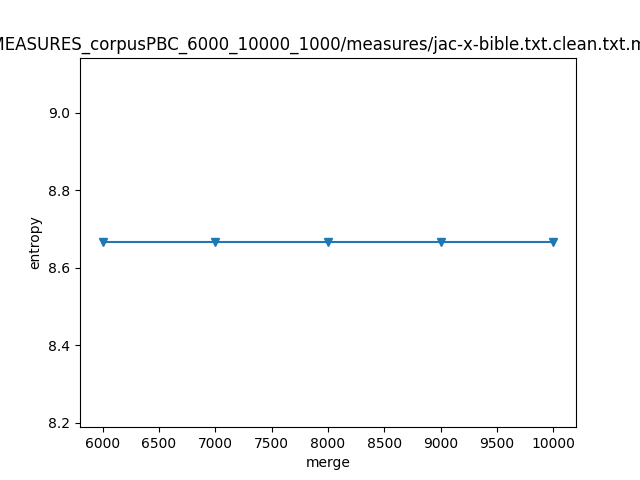 MEASURES_corpusPBC_6000_10000_1000/measures/jac-x-bible.txt.clean.txt.m
9.0
8.8
8.6
8.4
8.2
entropy
6000 6500 7000 7500 8000 8500 9000 9500 10000
merge